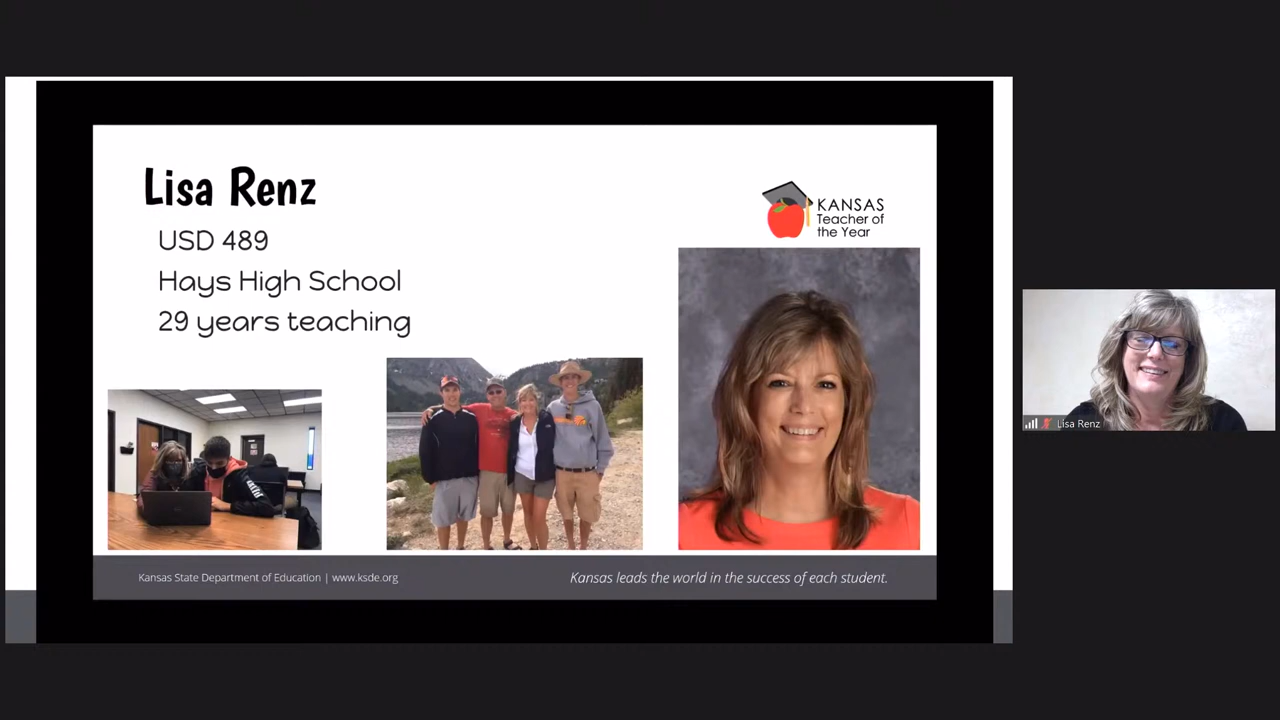 Lisa Renz
USD 489
Hays High School
29 years teaching
KANSAS
Teacher of
the Year
Kansas State Department of Education | www.ksde.org
Kansas leads the world in the success of each student.
Lisa Renz